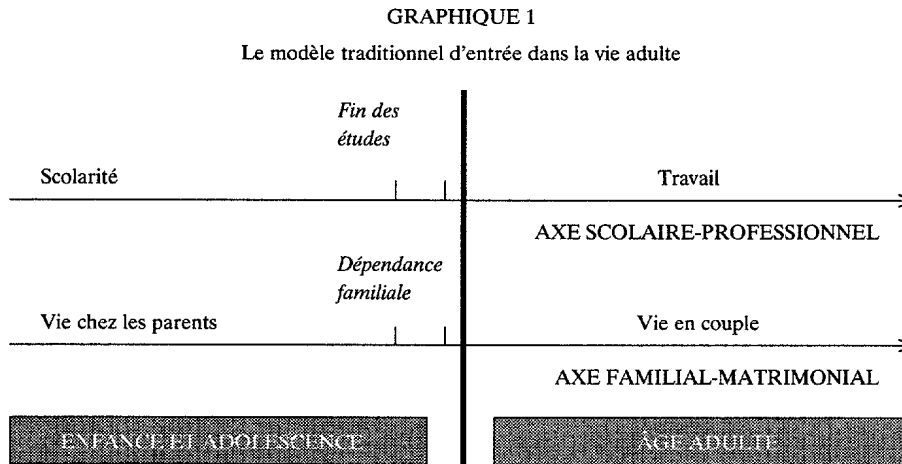 GRAPHIQUE 1
Le modèle traditionnel d'entrée dans la vie adulte
Fin des
études
Scolarité
Travail
AXE SCOLAIRE-PROFESSIONNEL
Dépendance
familiale
Vie chez les parents
Vie en couple
AXE FAMILIAL-MATRIMONIAL
ENFANCE ET ADOLESCENCE
ÂGE ADULTE